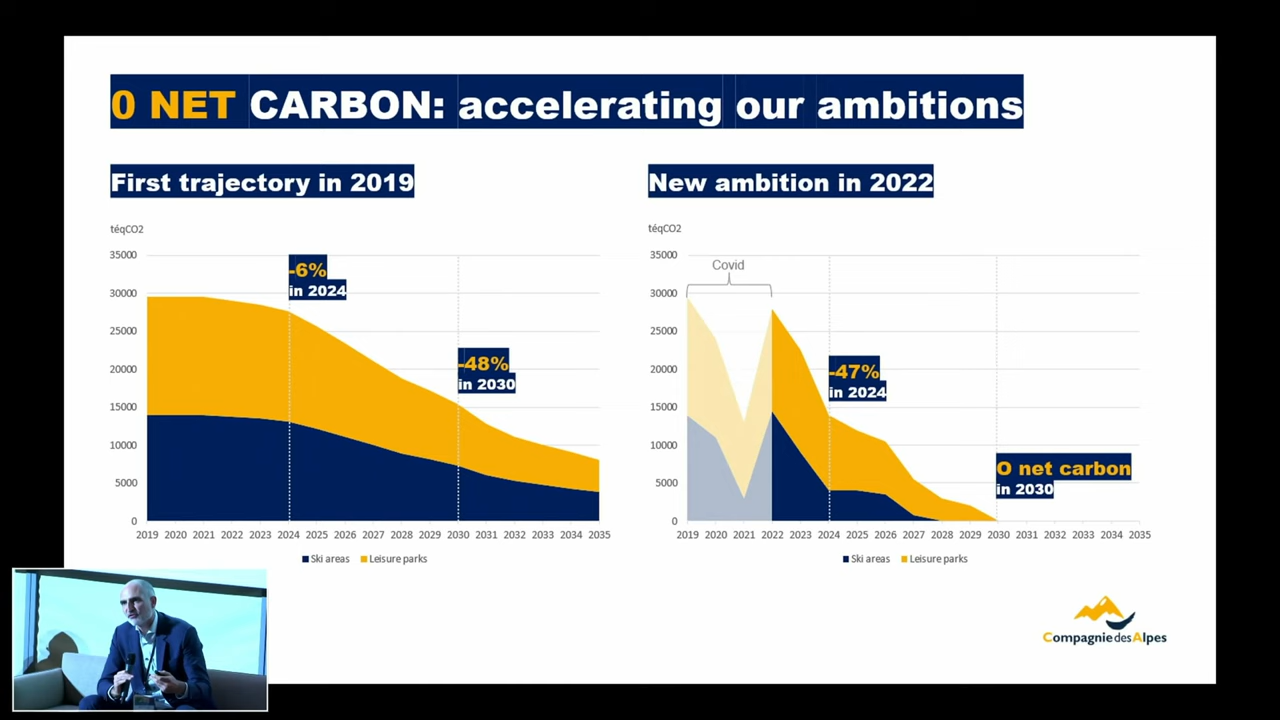 0 NET CARBON: accelerating our ambitions
First trajectory in 2019
New ambition in 2022
téqCO2
35000
30000
25000
20000
15000
10000
5000
0
-6%
in 2024
-48%
in 2030
2019 2020 2021 2022 2023 2024 2025 2026 2027 2028 2029 2030 2031 2032 2033 2034 2035
Ski areas Leisure parks
téqCO2
35000
30000
25000
20000
15000
10000
5000
0
Covid
-47%
in 2024
0 net carbon
in 2030
2019 2020 2021 2022 2023 2024 2025 2026 2027 2028 2029 2030 2031 2032 2033 2034 2035
Ski areas Leisure parks
Compagnie des Alpes